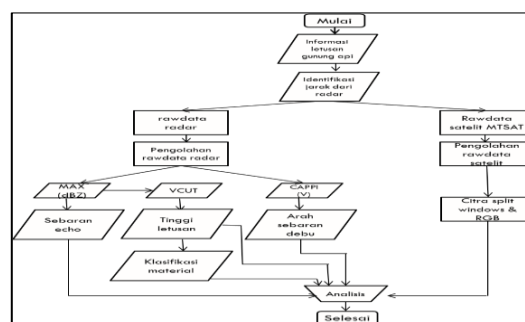 Mulai
Informasi
letusan
gunung api
Identifikasi
jarak dari
radar
rawdata
radar
Rawdata
satelit MTSAT
Pengolahan
rawdata radar
Pengolahan
rawdata
satelit
MAX
(dBZ)
VCUT
CAPPI
(V)
Sebaran
echo
Tinggi
letusan
Arah
sebaran
debu
Citra split
windows &
RGB
Klasifikasi
material
Analisis
Selesai